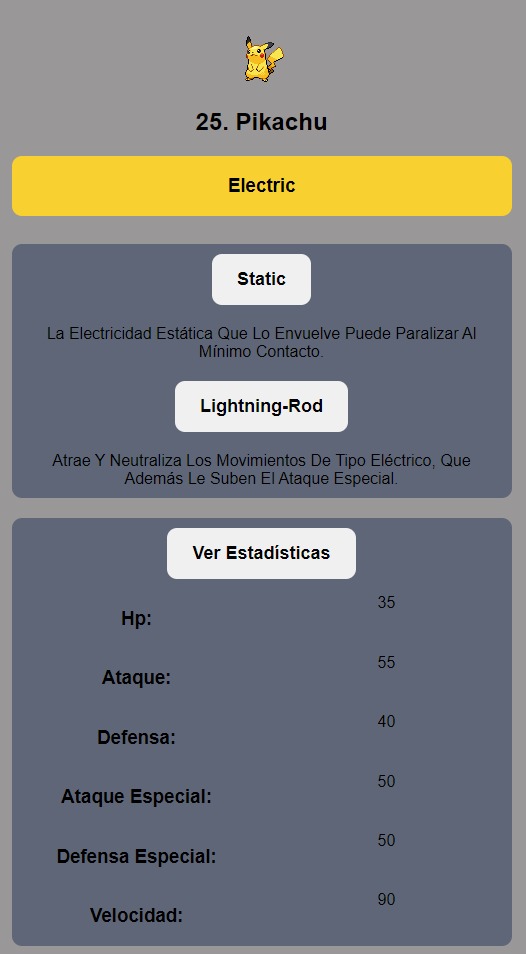 25. Pikachu
Electric
Static
La Electricidad Estática Que Lo Envuelve Puede Paralizar Al
Mínimo Contacto.
Lightning-Rod
Atrae Y Neutraliza Los Movimientos De Tipo Eléctrico, Que
Además Le Suben El Ataque Especial.
Ver Estadísticas
Hp: 35
Ataque: 55
Defensa: 40
Ataque Especial: 50
Defensa Especial: 50
Velocidad: 90